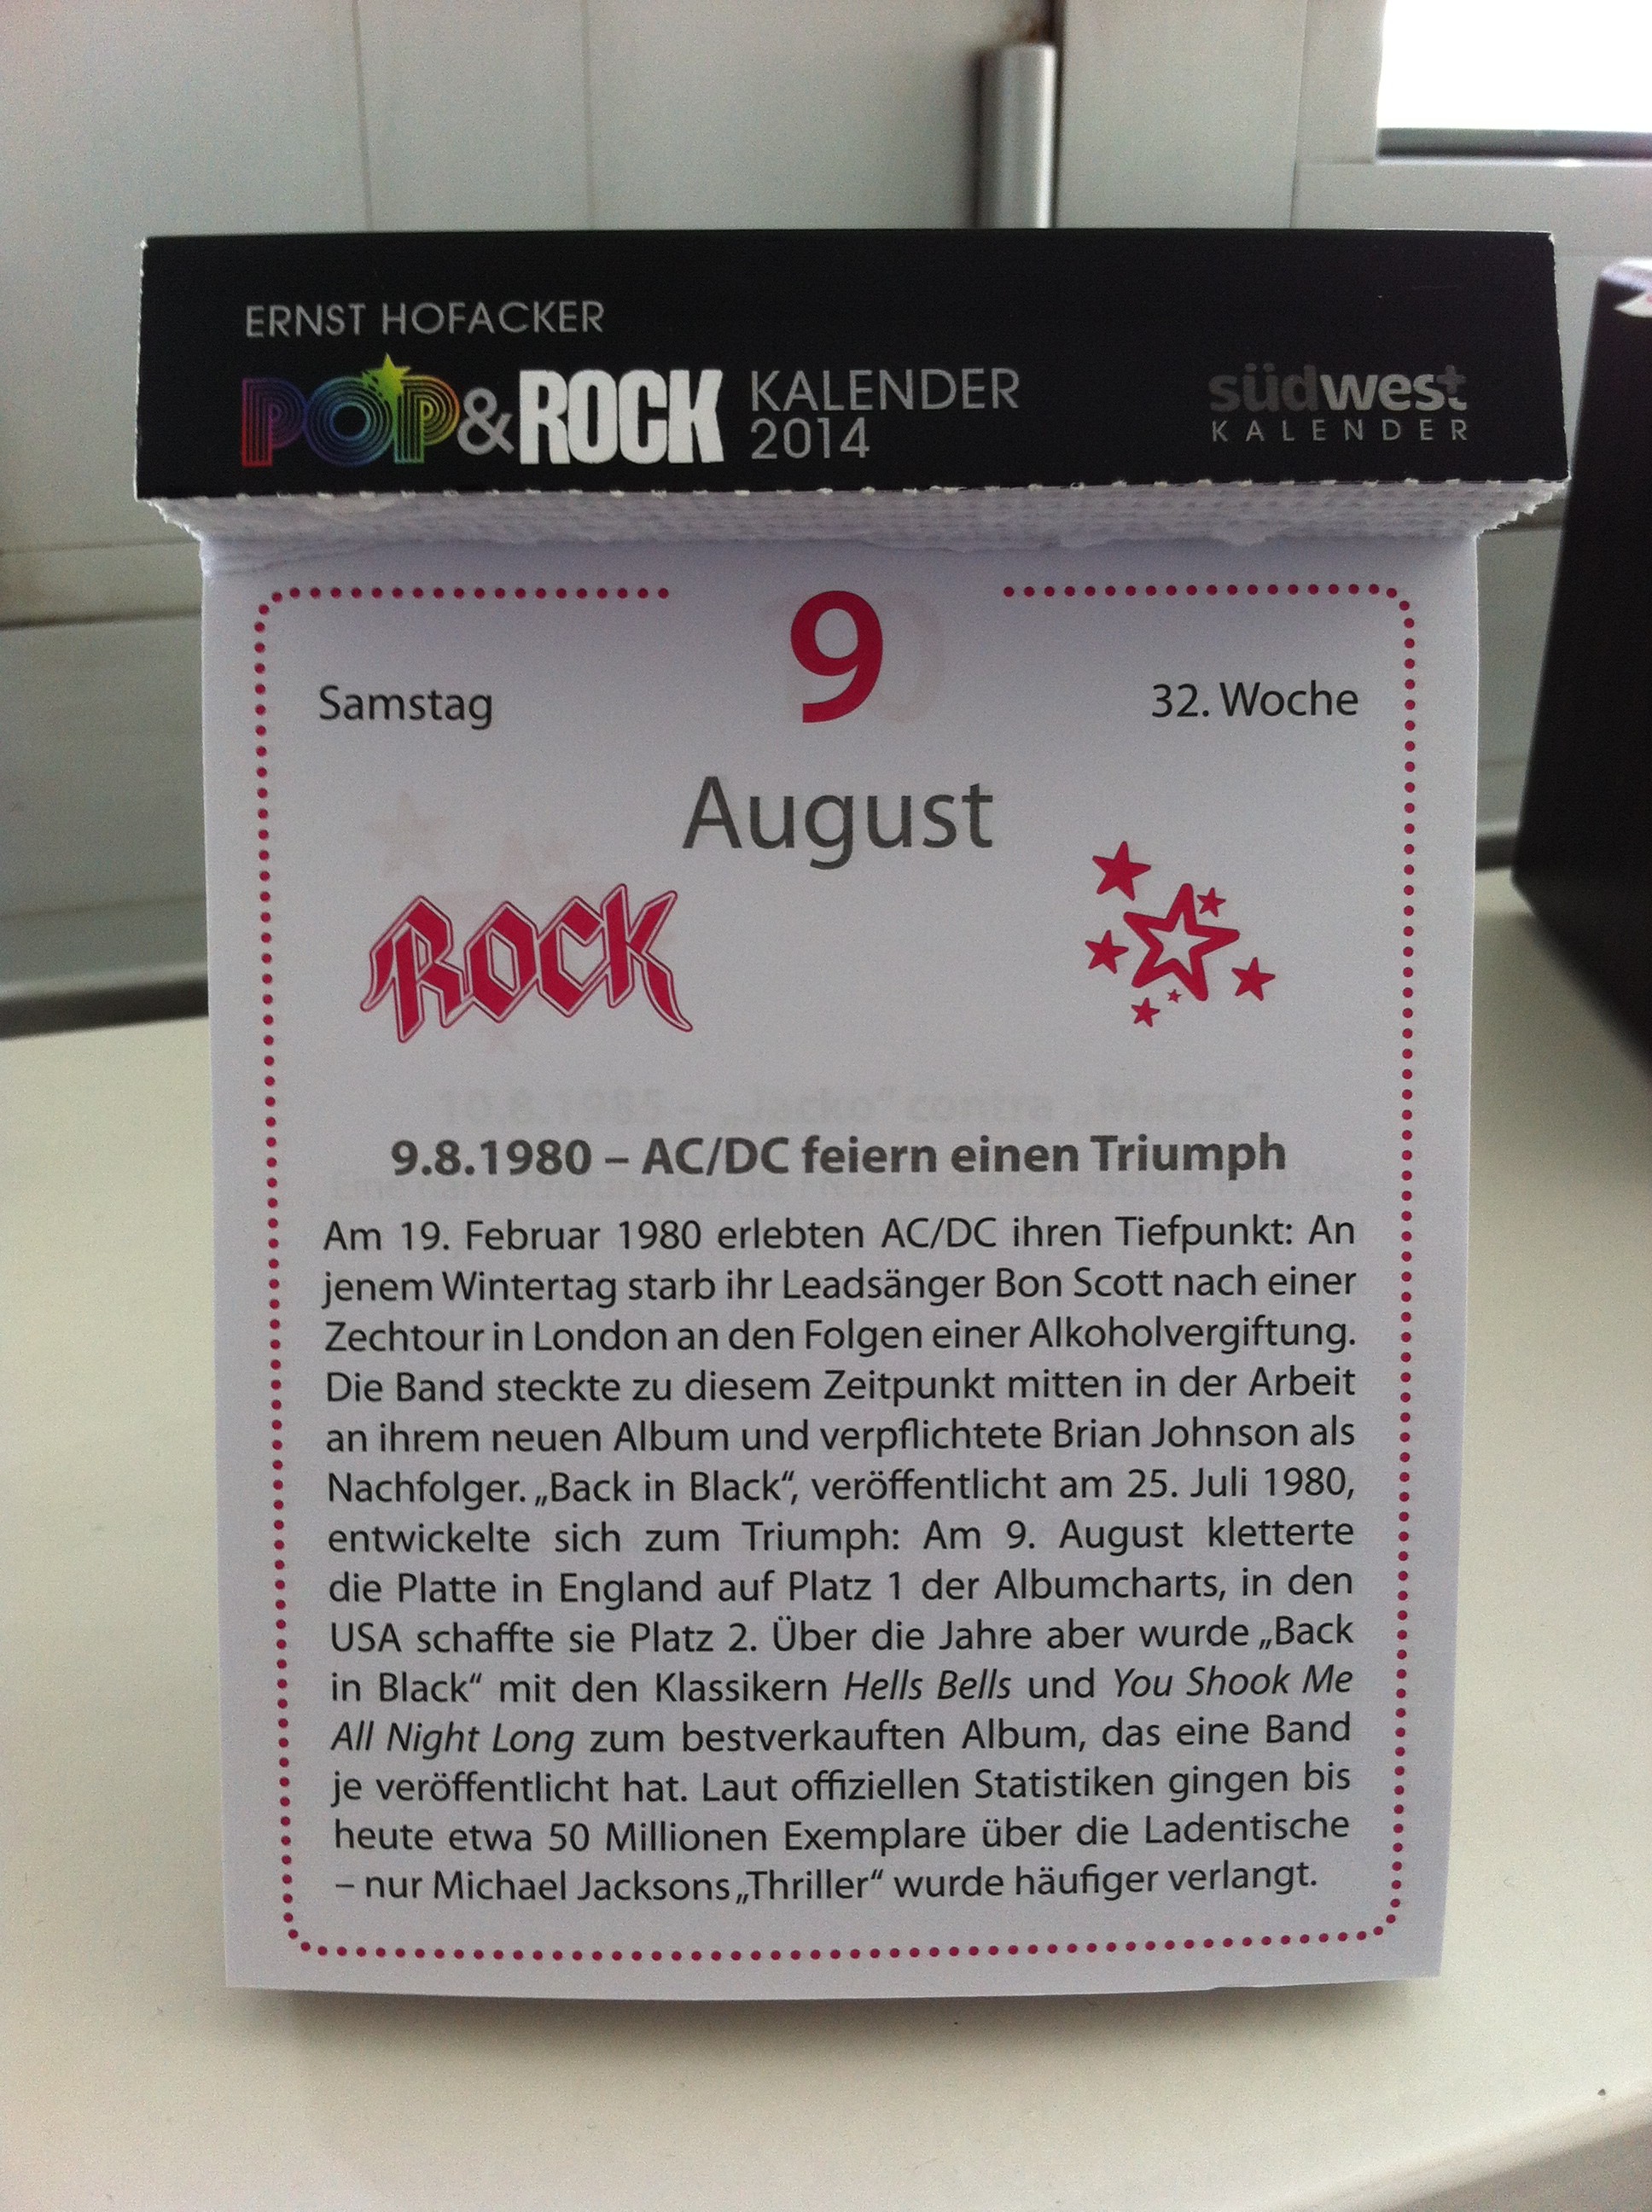 ERNST HOFACKER
POP&ROCK KALENDER 2014
südwest
KALENDER
Samstag
9
32. Woche
August
ROCK
9.8.1980 – AC/DC feiern einen Triumph
Am 19. Februar 1980 erlebten AC/DC ihren Tiefpunkt: An
jenem Wintertag starb ihr Leadsänger Bon Scott nach einer
Zechtour in London an den Folgen einer Alkoholvergiftung.
Die Band steckte zu diesem Zeitpunkt mitten in der Arbeit
an ihrem neuen Album und verpflichtete Brian Johnson als
Nachfolger. „Back in Black“, veröffentlicht am 25. Juli 1980,
entwickelte sich zum Triumph: Am 9. August kletterte
die Platte in England auf Platz 1 der Albumcharts, in den
USA schaffte sie Platz 2. Über die Jahre aber wurde „Back
in Black“ mit den Klassikern Hells Bells und You Shook Me
All Night Long zum bestverkauften Album, das eine Band
je veröffentlicht hat. Laut offiziellen Statistiken gingen bis
heute etwa 50 Millionen Exemplare über die Ladentische
– nur Michael Jacksons „Thriller“ wurde häufiger verlangt.